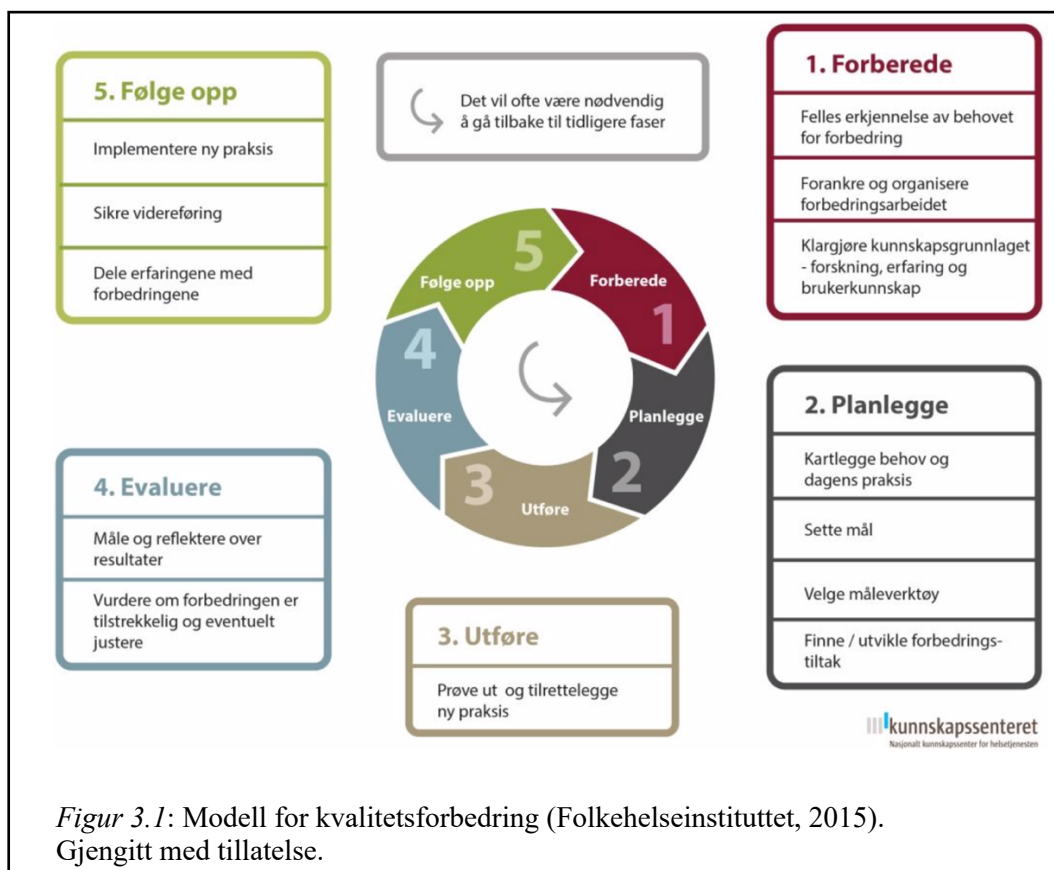 5. Følge opp
Implementere ny praksis
Sikre videreføring
Dele erfaringene med
forbedringene
Det vil ofte være nødvendig
å gå tilbake til tidligere faser
1. Forberede
Felles erkjennelse av behovet
for forbedring
Forankre og organisere
forbedringsarbeidet
Klargjøre kunnskapsgrunnlaget
- forskning, erfaring og
brukerkunnskap
5
Følge opp
Forberede
1
4
Evaluere
Planlegge
2
3
Utføre
2. Planlegge
Kartlegge behov og
dagens praksis
Sette mål
Velge måleverktøy
Finne / utvikle forbedrings-
tiltak
4. Evaluere
Måle og reflektere over
resultater
Vurdere om forbedringen er
tilstrekkelig og eventuelt
justere
3. Utføre
Prøve ut og tilrettelegge
ny praksis
kunnskapssenteret
Nasjonalt kunnskapssenter for helsetjenesten
Figur 3.1: Modell for kvalitetsforbedring (Folkehelseinstituttet, 2015).
Gjengitt med tillatelse.